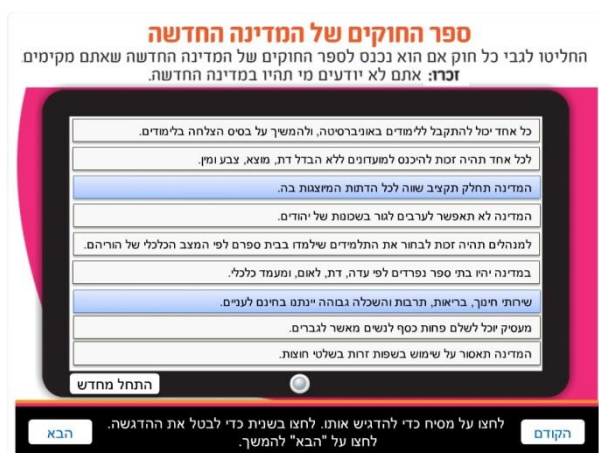 ספר החוקים של המדינה החדשה
החליטו לגבי כל חוק אם הוא נכנס לספר החוקים של המדינה החדשה שאתם מקימים.
זכרו: אתם לא יודעים מי תהיו במדינה החדשה.
כל אחד יכול להתקבל ללימודים באוניברסיטה, ולהמשיך על בסיס הצלחה בלימודים.
לכל אחד תהיה זכות להיכנס למועדונים ללא הבדל דת, מוצא, צבע ומין.
המדינה תחלק תקציב שווה לכל הדתות המיוצגות בה.
המדינה לא תאפשר לערבים לגור בשכונות של יהודים.
למנהלים תהיה זכות לבחור את התלמידים שילמדו בבית ספרם לפי המצב הכלכלי של הוריהם.
במדינה יהיו בתי ספר נפרדים לפי עדה, דת, לאום, ומעמד כלכלי.
שירותי חינוך, בריאות, תרבות והשכלה גבוהה יינתנו בחינם לעניים.
מעסיק יוכל לשלם פחות כסף לנשים מאשר לגברים.
המדינה תאסור על שימוש בשפות זרות בשלטי חוצות.
התחל מחדש
הקודם
לחצו על מסיח כדי להדגיש אותו. לחצו בשנית כדי לבטל את ההדגשה.
לחצו על "הבא" להמשך.
הבא